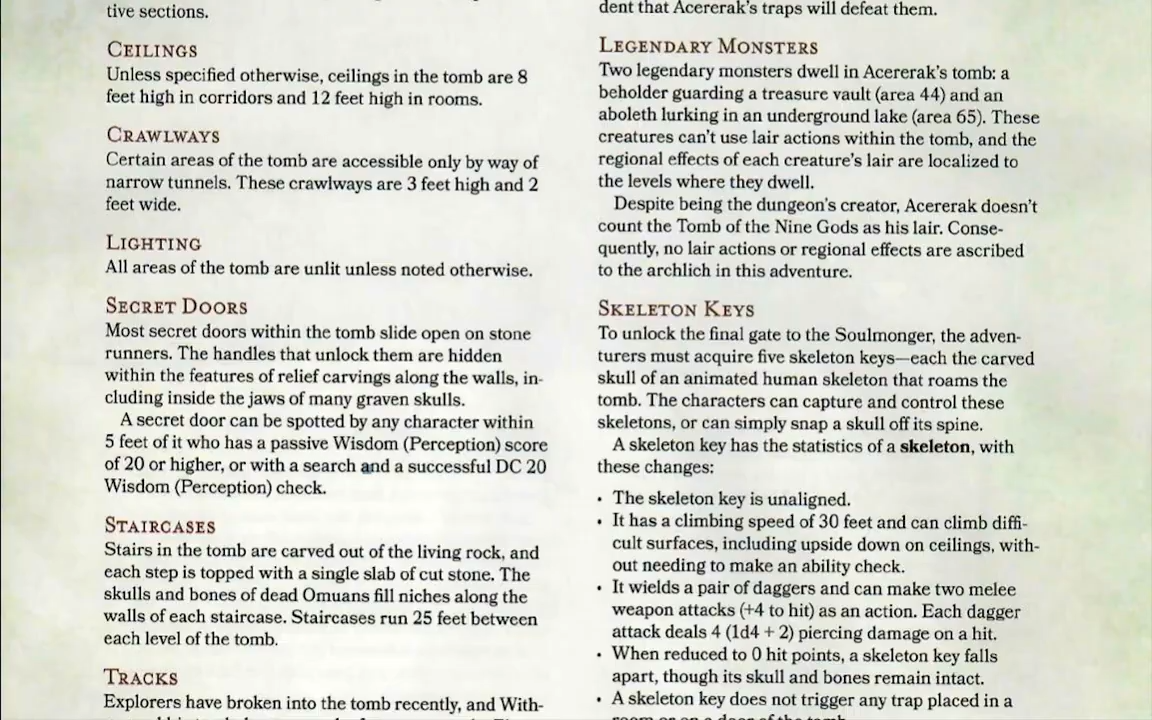 tive sections.
CEILINGS
Unless specified otherwise, ceilings in the tomb are 8
feet high in corridors and 12 feet high in rooms.
CRAWLWAYS
Certain areas of the tomb are accessible only by way of
narrow tunnels. These crawlways are 3 feet high and 2
feet wide.
LIGHTING
All areas of the tomb are unlit unless noted otherwise.
SECRET DOORS
Most secret doors within the tomb slide open on stone
runners. The handles that unlock them are hidden
within the features of relief carvings along the walls, in-
cluding inside the jaws of many graven skulls.
A secret door can be spotted by any character within
5 feet of it who has a passive Wisdom (Perception) score
of 20 or higher, or with a search and a successful DC 20
Wisdom (Perception) check.
STAIRCASES
Stairs in the tomb are carved out of the living rock, and
each step is topped with a single slab of cut stone. The
skulls and bones of dead Omuans fill niches along the
walls of each staircase. Staircases run 25 feet between
each level of the tomb.
TRACKS
Explorers have broken into the tomb recently, and With-
dent that Acererak's traps will defeat them.
LEGENDARY MONSTERS
Two legendary monsters dwell in Acererak's tomb: a
beholder guarding a treasure vault (area 44) and an
aboleth lurking in an underground lake (area 65). These
creatures can't use lair actions within the tomb, and the
regional effects of each creature's lair are localized to
the levels where they dwell.
Despite being the dungeon's creator, Acererak doesn't
count the Tomb of the Nine Gods as his lair. Conse-
quently, no lair actions or regional effects are ascribed
to the archlich in this adventure.
SKELETON KEYS
To unlock the final gate to the Soulmonger, the adven-
turers must acquire five skeleton keys—each the carved
skull of an animated human skeleton that roams the
tomb. The characters can capture and control these
skeletons, or can simply snap a skull off its spine.
A skeleton key has the statistics of a skeleton, with
these changes:
• The skeleton key is unaligned.
• It has a climbing speed of 30 feet and can climb diffi-
cult surfaces, including upside down on ceilings, with-
out needing to make an ability check.
• It wields a pair of daggers and can make two melee
weapon attacks (+4 to hit) as an action. Each dagger
attack deals 4 (1d4 + 2) piercing damage on a hit.
• When reduced to 0 hit points, a skeleton key falls
apart, though its skull and bones remain intact.
• A skeleton key does not trigger any trap placed in a